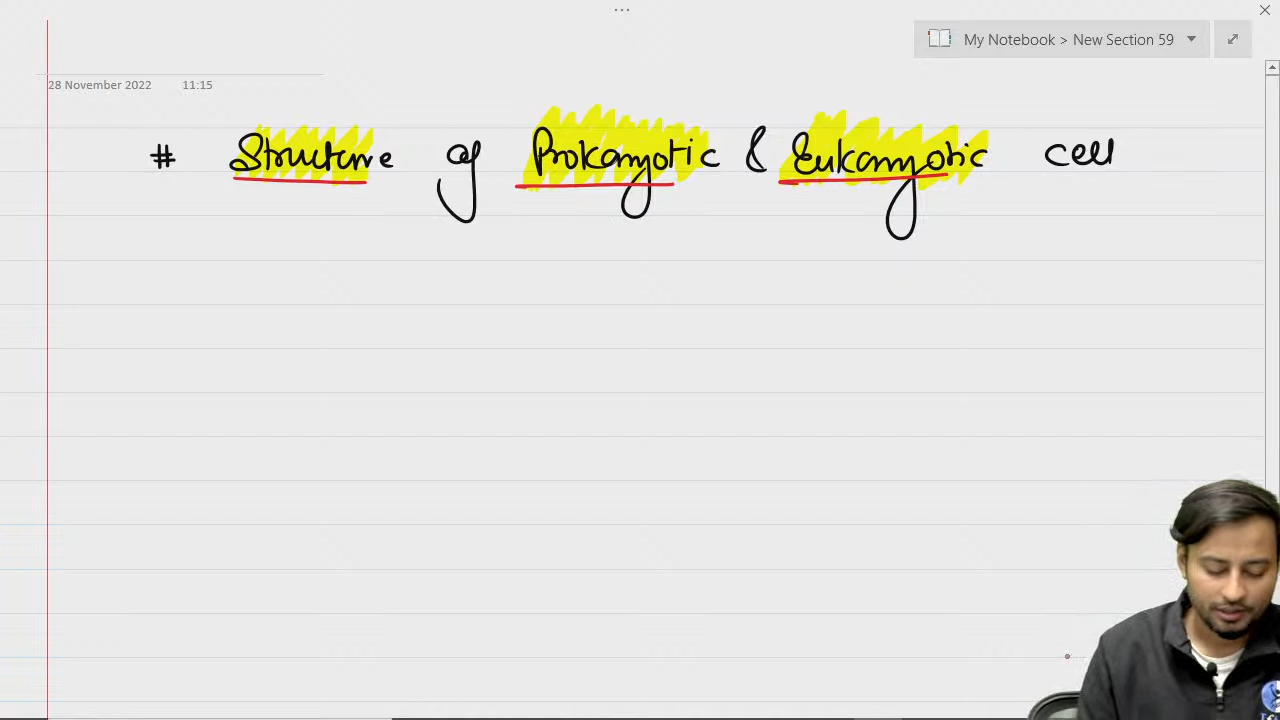 ...
My Notebook > New Section 59
28 November 2022 11:15
# Structure of Prokaryotic & Eukaryotic cell